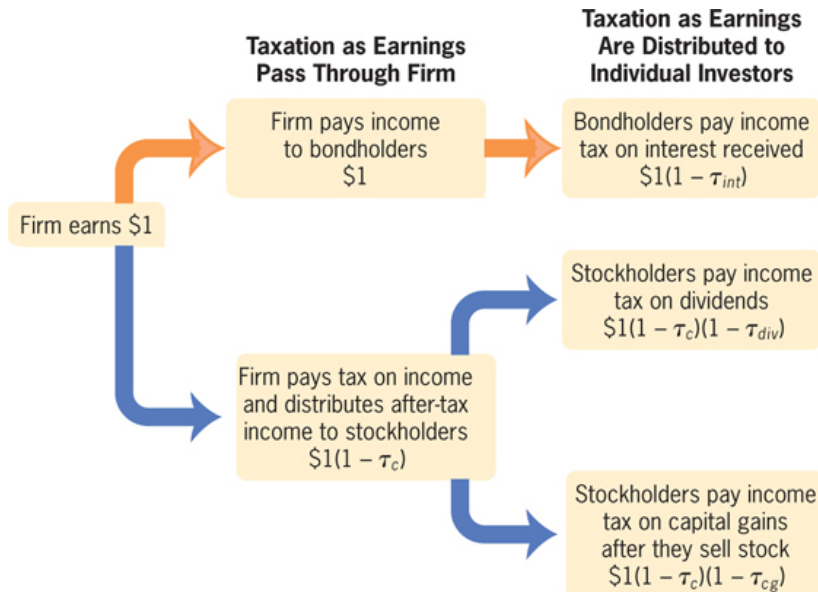 Taxation as Earnings
Pass Through Firm
Taxation as Earnings
Are Distributed to
Individual Investors
Firm earns $1
Firm pays income
to bondholders
$1
Bondholders pay income
tax on interest received
$1(1 – τint)
Firm pays tax on income
and distributes after-tax
income to stockholders
$1(1 – τc)
Stockholders pay income
tax on dividends
$1(1 – τc)(1 – τdiv)
Stockholders pay income
tax on capital gains
after they sell stock
$1(1 – τc)(1 – τcg)